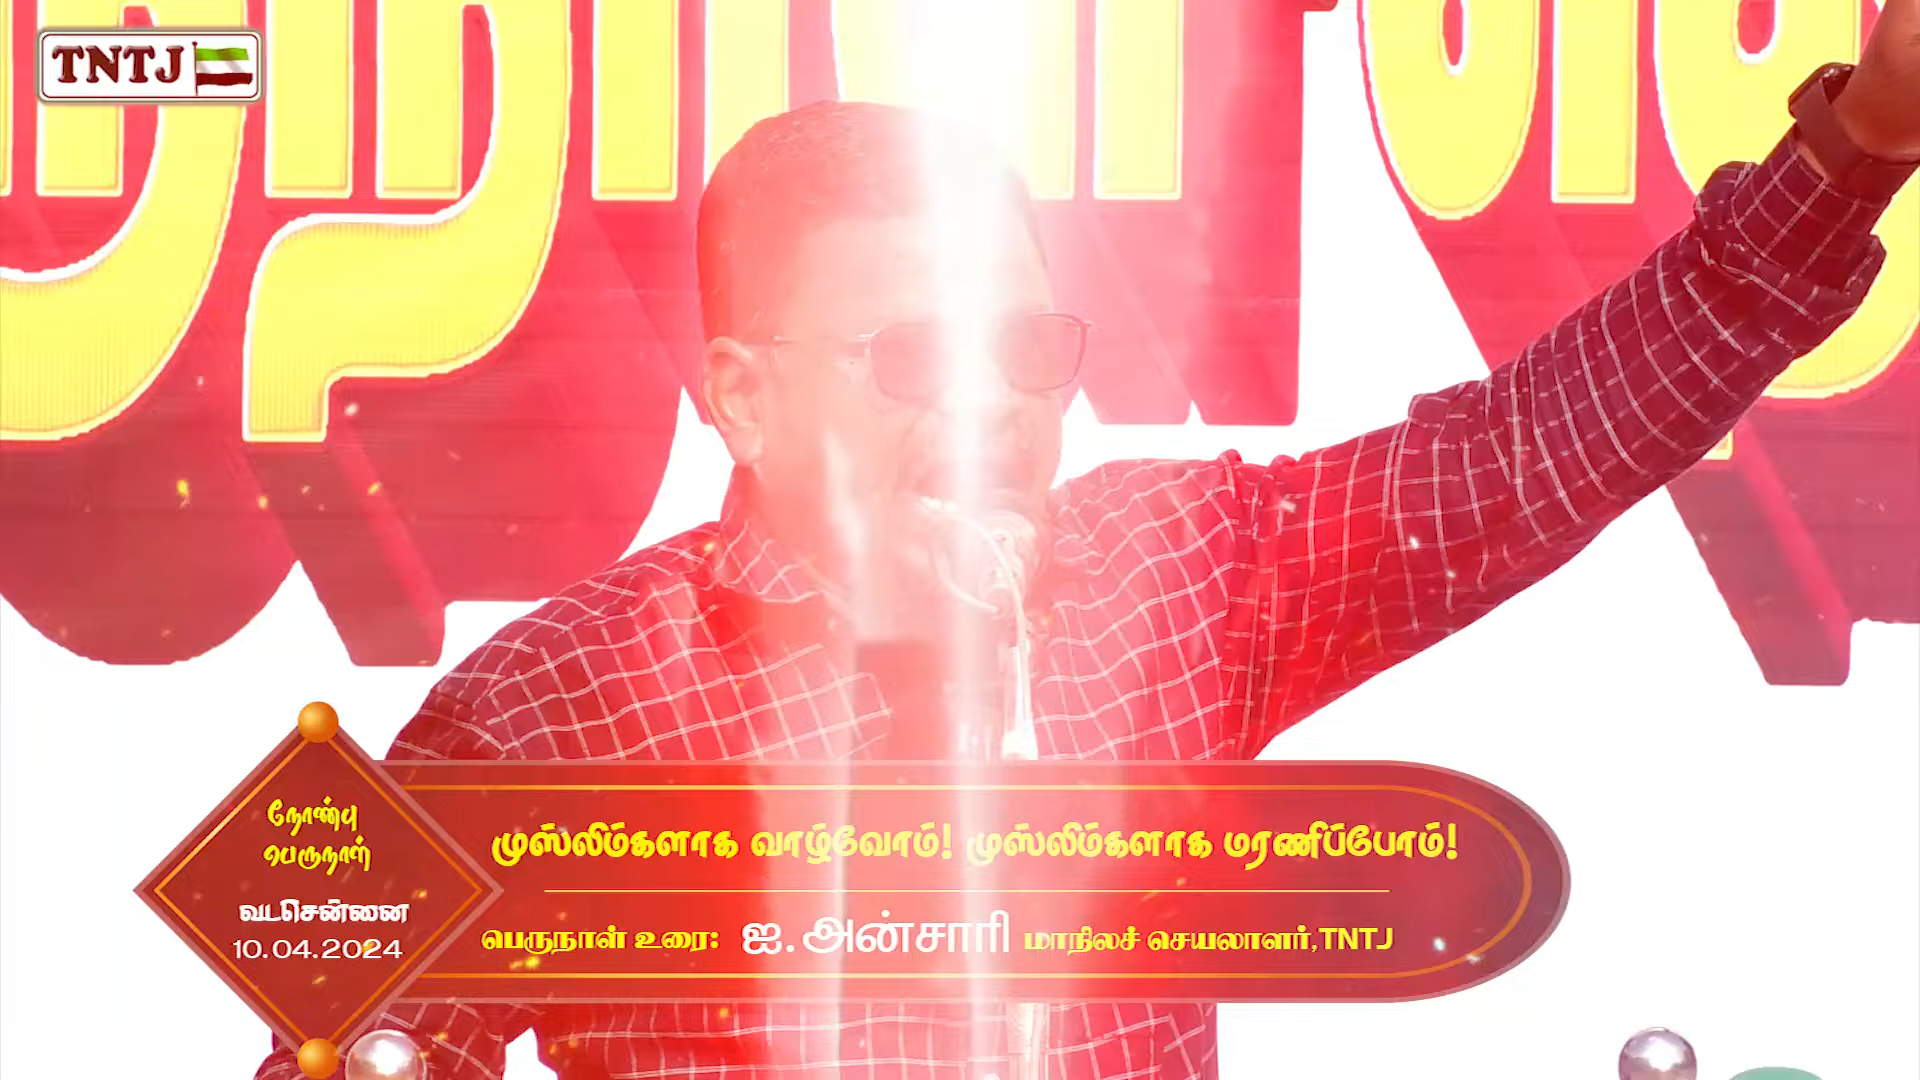 TNTJ
நோன்பு
பெருநாள்
வடசென்னை
10.04.2024
முஸ்லிம்களாக வாழ்வோம்! முஸ்லிம்களாக மரணிப்போம்!
பெருநாள் உரை: ஐ.அன்சாரி மாநிலச் செயலாளர்,TNTJ